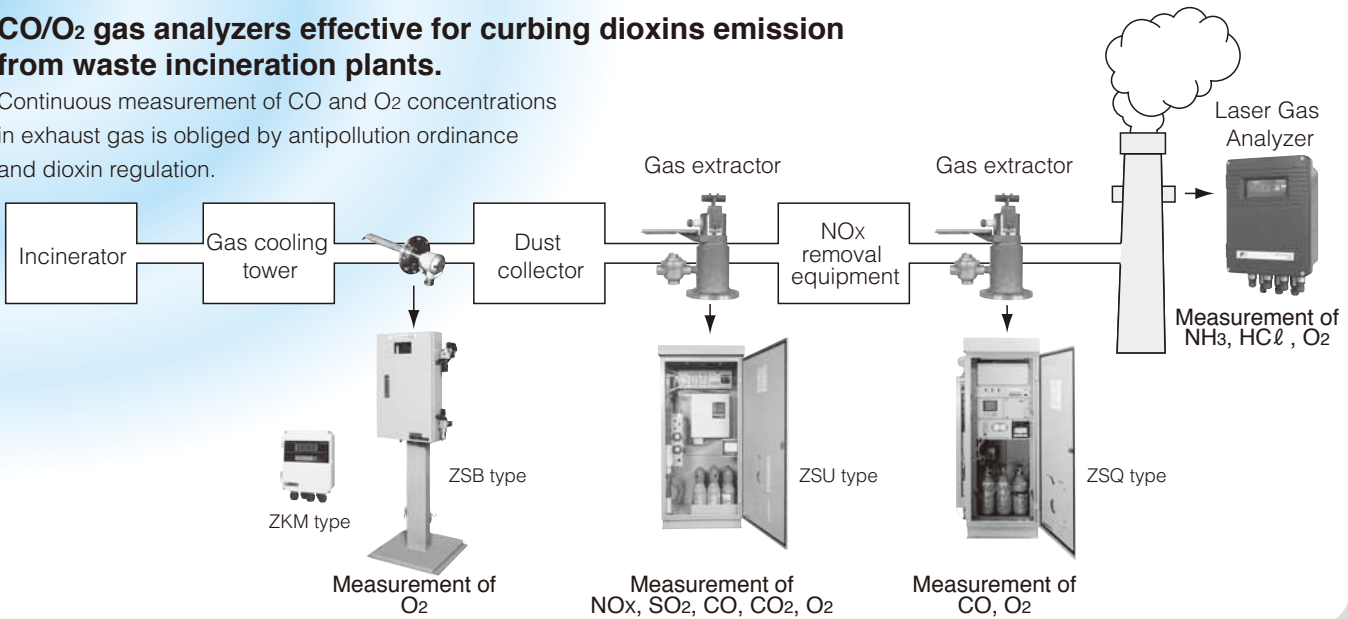 CO/O2 gas analyzers effective for curbing dioxins emission
from waste incineration plants.
Continuous measurement of CO and O2 concentrations
in exhaust gas is obliged by antipollution ordinance
and dioxin regulation.
Gas extractor
Gas extractor
Laser Gas
Analyzer
Incinerator
Gas cooling
tower
Dust
collector
NOx
removal
equipment
Measurement of
NH3, HCℓ , O2
ZKM type
ZSB type
ZSU type
ZSQ type
Measurement of
O2
Measurement of
NOx, SO2, CO, CO2, O2
Measurement of
CO, O2